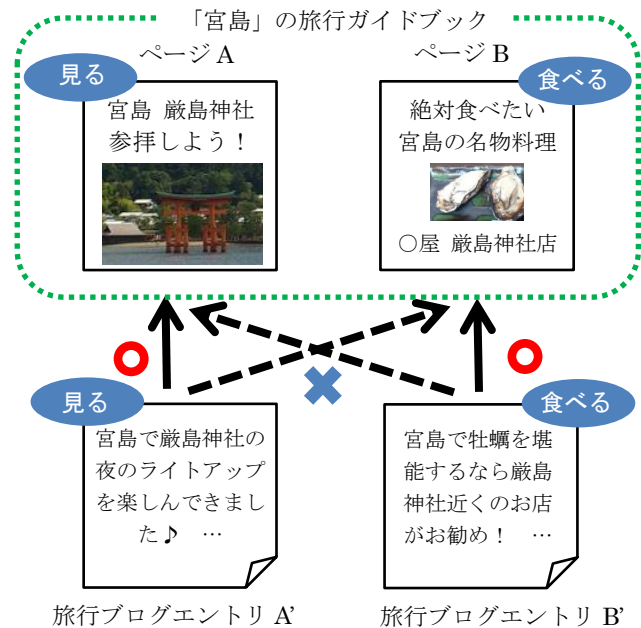 「宮島」の旅行ガイドブック
ページ A
ページ B
見る
食べる
宮島 厳島神社
参拝しよう！
絶対食べたい
宮島の名物料理
〇屋 厳島神社店
見る
食べる
宮島で厳島神社の
夜のライトアップ
を楽しんできまし
た♪ …
宮島で牡蠣を堪
能するなら厳島
神社近くのお店
がお勧め！ …
旅行ブログエントリ A’
旅行ブログエントリ B’